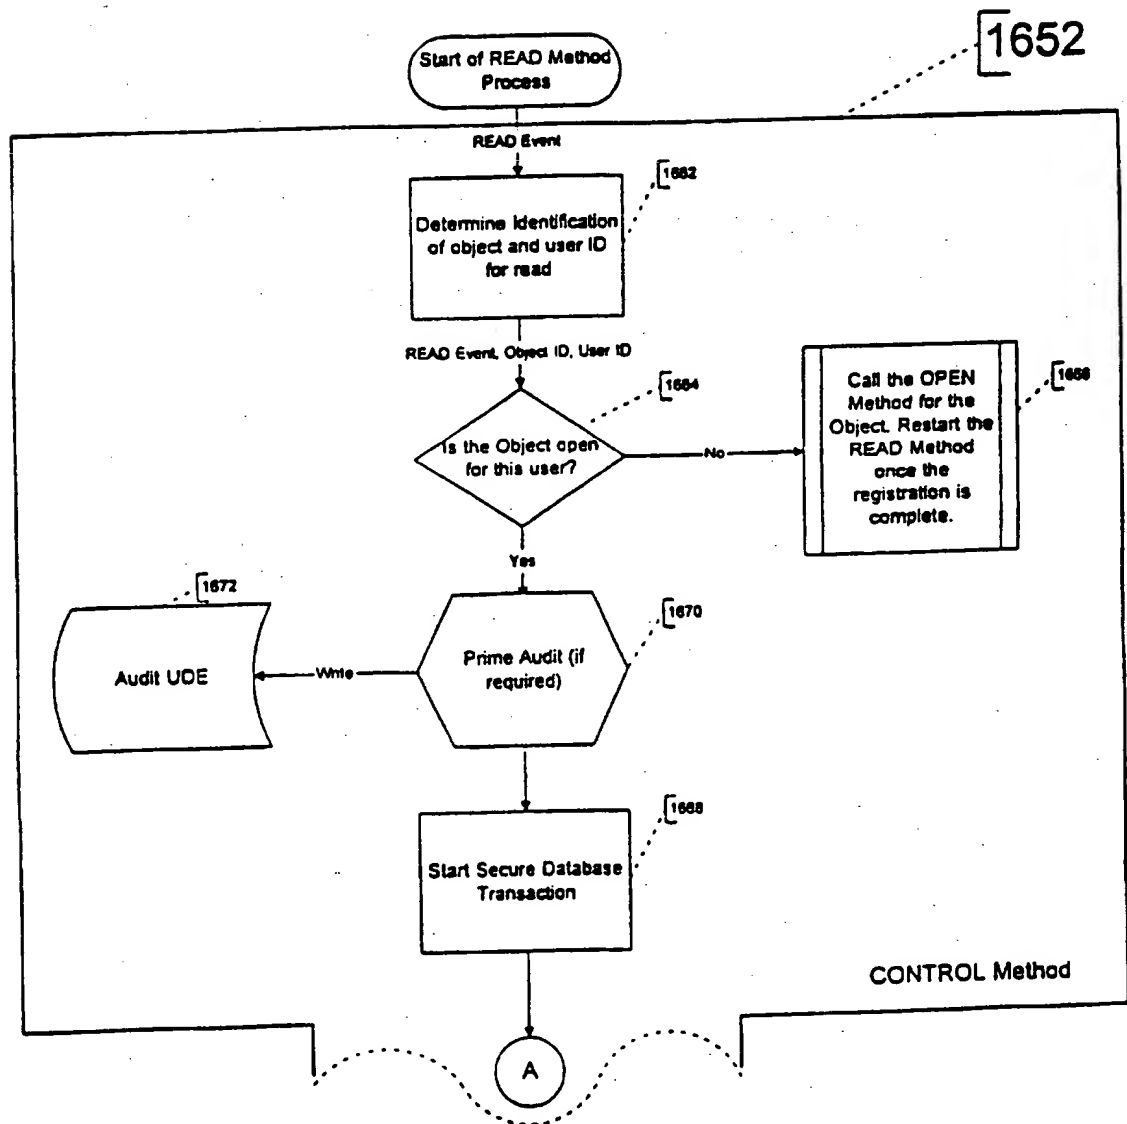 1652
Start of READ Method
Process
READ Event
1662
Determine Identification
of object and user ID
for read
READ Event, Object ID, User ID
1664
Is the Object open
for this user?
No
1666
Call the OPEN
Method for the
Object. Restart the
READ Method
once the
registration is
complete.
Yes
1672
Audit UDE
Write
1670
Prime Audit (if
required)
1668
Start Secure Database
Transaction
CONTROL Method
A